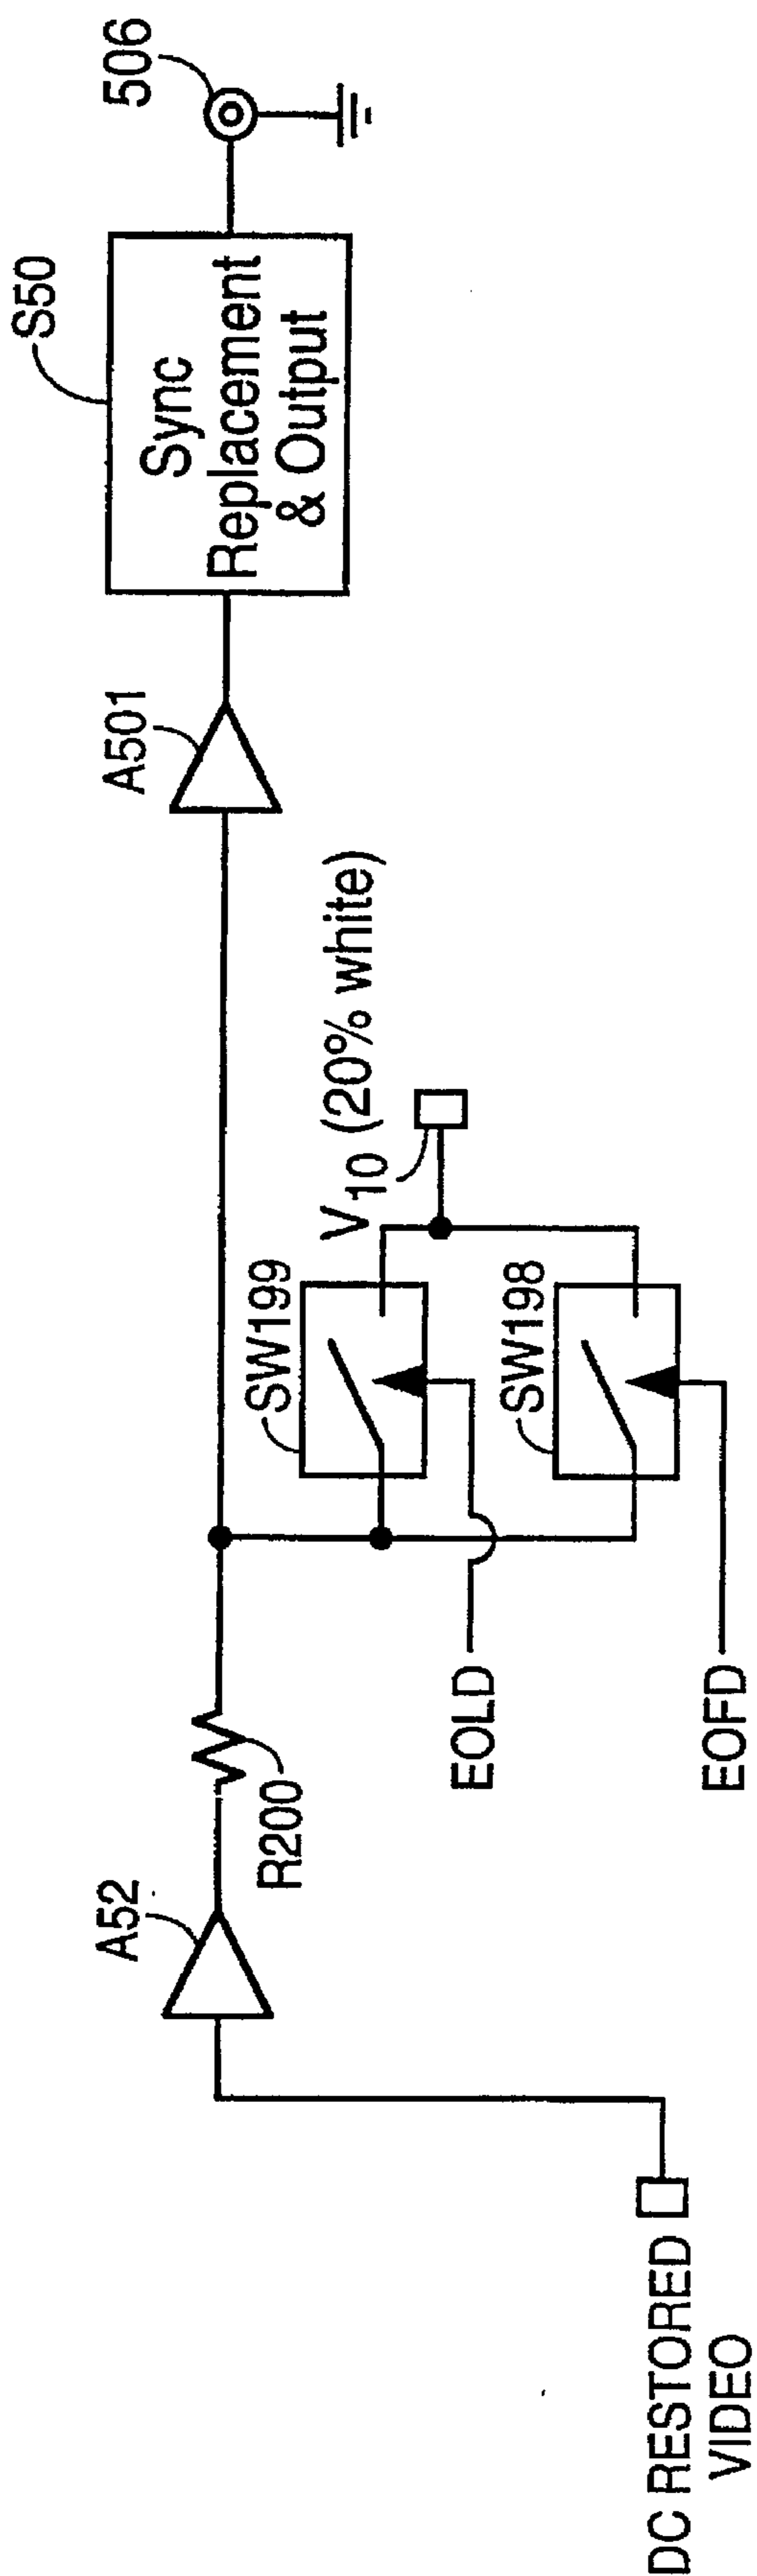 506
S50
Sync
Replacement
& Output
A501
V10 (20% white)
SW199
SW198
EOLD
EOFD
R200
A52
DC RESTORED
VIDEO